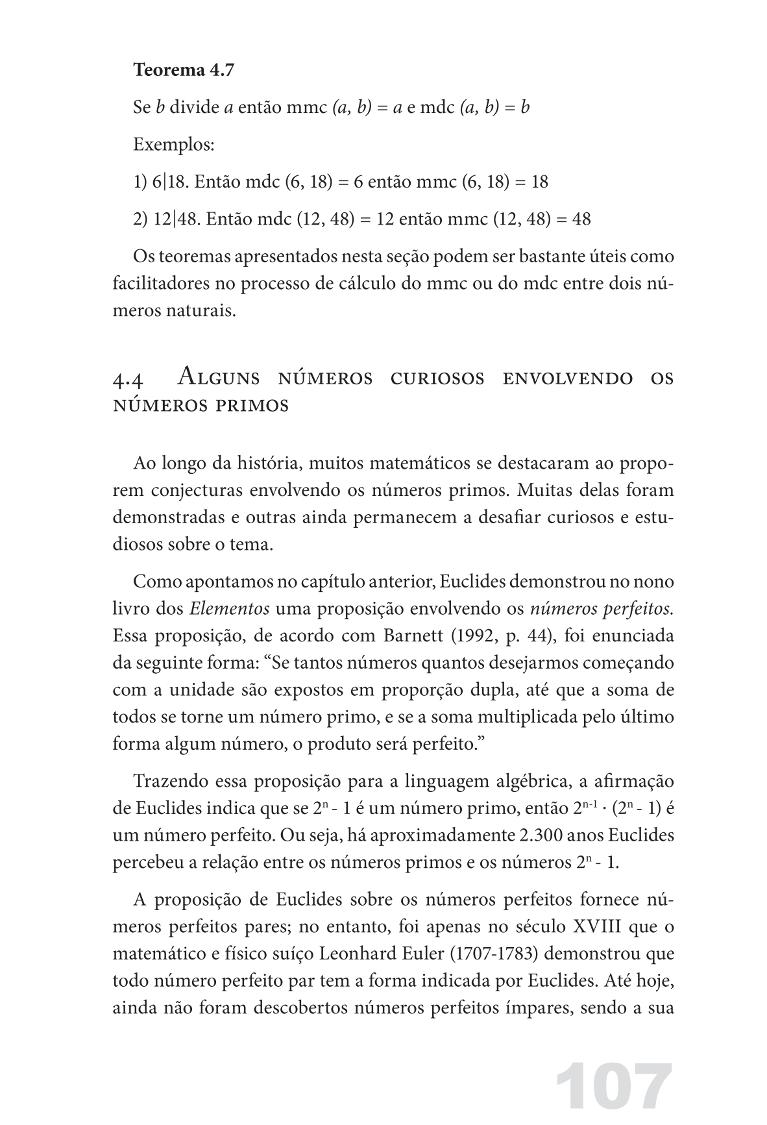 Teorema 4.7
Se b divide a então mmc (a, b) = a e mdc (a, b) = b
Exemplos:
1) 6|18. Então mdc (6, 18) = 6 então mmc (6, 18) = 18
2) 12|48. Então mdc (12, 48) = 12 então mmc (12, 48) = 48
Os teoremas apresentados nesta seção podem ser bastante úteis como
facilitadores no processo de cálculo do mmc ou do mdc entre dois nú-
meros naturais.
4.4 Alguns números curiosos envolvendo os
números primos
Ao longo da história, muitos matemáticos se destacaram ao propo-
rem conjecturas envolvendo os números primos. Muitas delas foram
demonstradas e outras ainda permanecem a desafiar curiosos e estu-
diosos sobre o tema.
Como apontamos no capítulo anterior, Euclides demonstrou no nono
livro dos Elementos uma proposição envolvendo os números perfeitos.
Essa proposição, de acordo com Barnett (1992, p. 44), foi enunciada
da seguinte forma: “Se tantos números quantos desejarmos começando
com a unidade são expostos em proporção dupla, até que a soma de
todos se torne um número primo, e se a soma multiplicada pelo último
forma algum número, o produto será perfeito.”
Trazendo essa proposição para a linguagem algébrica, a afirmação
de Euclides indica que se 2ⁿ - 1 é um número primo, então 2ⁿ⁻¹ · (2ⁿ - 1) é
um número perfeito. Ou seja, há aproximadamente 2.300 anos Euclides
percebeu a relação entre os números primos e os números 2ⁿ - 1.
A proposição de Euclides sobre os números perfeitos fornece nú-
meros perfeitos pares; no entanto, foi apenas no século XVIII que o
matemático e físico suíço Leonhard Euler (1707-1783) demonstrou que
todo número perfeito par tem a forma indicada por Euclides. Até hoje,
ainda não foram descobertos números perfeitos ímpares, sendo a sua
107